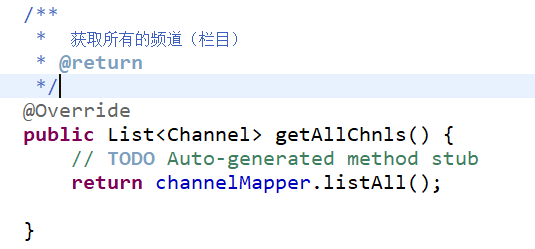 /**
 *  获取所有的频道（栏目）
 * @return
 */
@Override
public List<Channel> getAllChnls() {
    // TODO Auto-generated method stub
    return channelMapper.listAll();
}